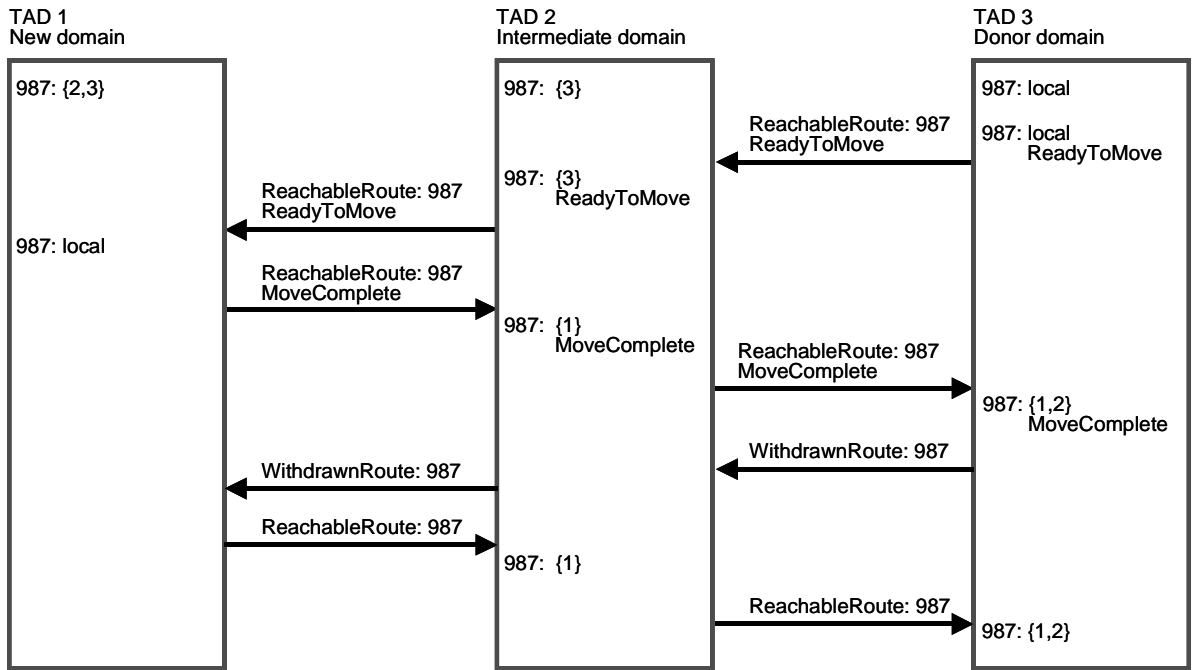 TAD 1
New domain
TAD 2
Intermediate domain
TAD 3
Donor domain
987: {2,3}
987: {3}
987: local
ReachableRoute: 987
ReadyToMove
987: local
ReadyToMove
987: {3}
ReadyToMove
ReachableRoute: 987
ReadyToMove
987: local
ReachableRoute: 987
MoveComplete
987: {1}
MoveComplete
ReachableRoute: 987
MoveComplete
987: {1,2}
MoveComplete
WithdrawnRoute: 987
WithdrawnRoute: 987
ReachableRoute: 987
987: {1}
ReachableRoute: 987
987: {1,2}